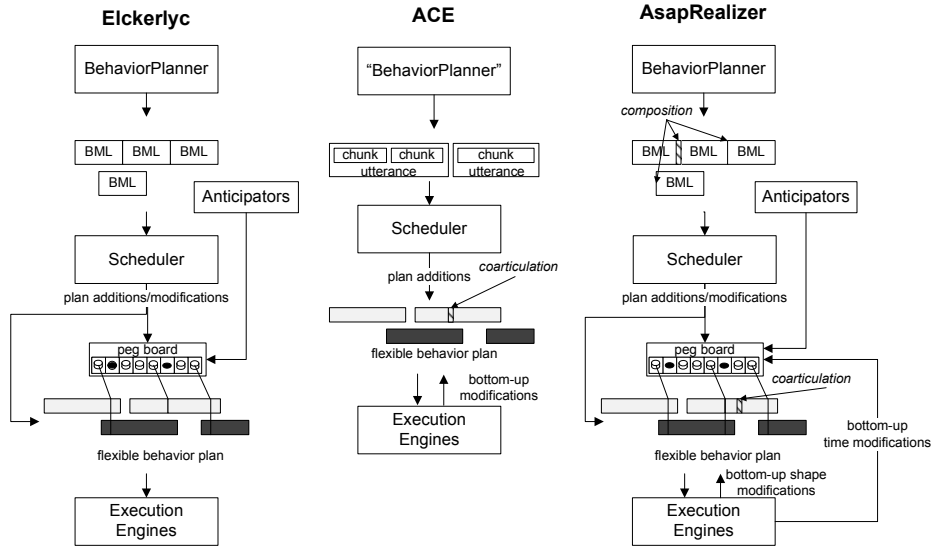 Elckerlyc
BehaviorPlanner
BML BML BML
BML
Anticipators
Scheduler
plan additions/modifications
peg board
flexible behavior plan
Execution
Engines
ACE
“BehaviorPlanner”
chunk chunk chunk
utterance utterance
Scheduler
plan additions
coarticulation
flexible behavior plan
bottom-up
modifications
Execution
Engines
AsapRealizer
BehaviorPlanner
composition
BML BML BML
BML
Anticipators
Scheduler
plan additions/modifications
peg board
coarticulation
bottom-up
time modifications
flexible behavior plan
bottom-up shape
modifications
Execution
Engines